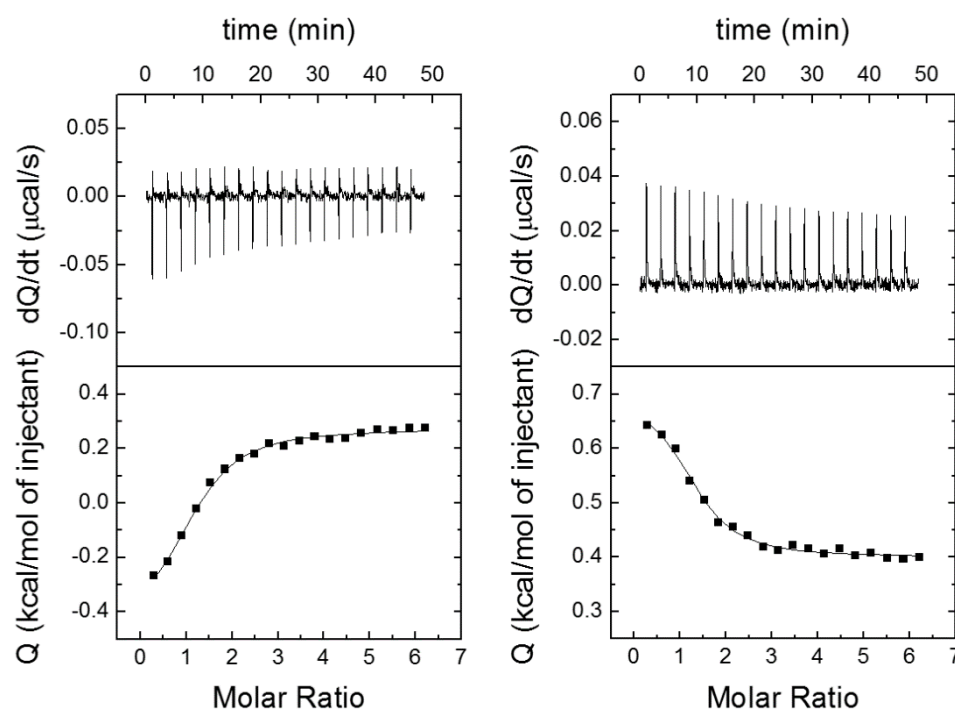 time (min)
0 10 20 30 40 50
dQ/dt (µcal/s)
0.05
0.00
-0.05
-0.10
Q (kcal/mol of injectant)
0.4
0.2
0.0
-0.2
-0.4
0 1 2 3 4 5 6 7
Molar Ratio
time (min)
0 10 20 30 40 50
dQ/dt (µcal/s)
0.06
0.04
0.02
0.00
-0.02
Q (kcal/mol of injectant)
0.7
0.6
0.5
0.4
0.3
0 1 2 3 4 5 6 7
Molar Ratio